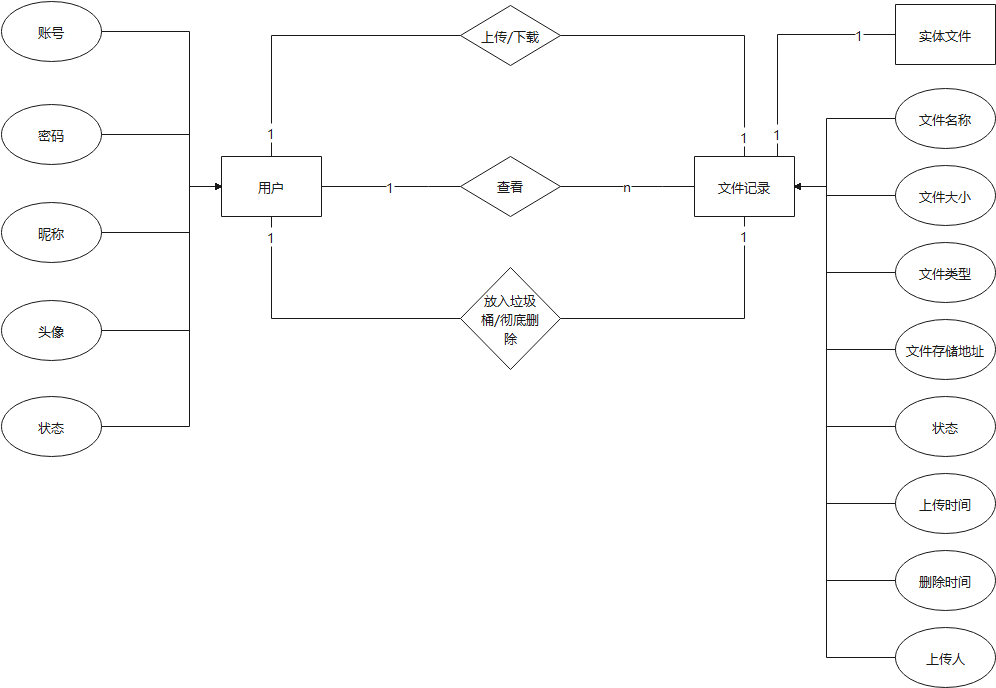 账号
上传/下载
1
实体文件
文件名称
密码
1
1
1
用户
1
查看
n
文件记录
文件大小
昵称
1
1
文件类型
放入垃圾
桶/彻底删
除
头像
文件存储地址
状态
状态
上传时间
删除时间
上传人